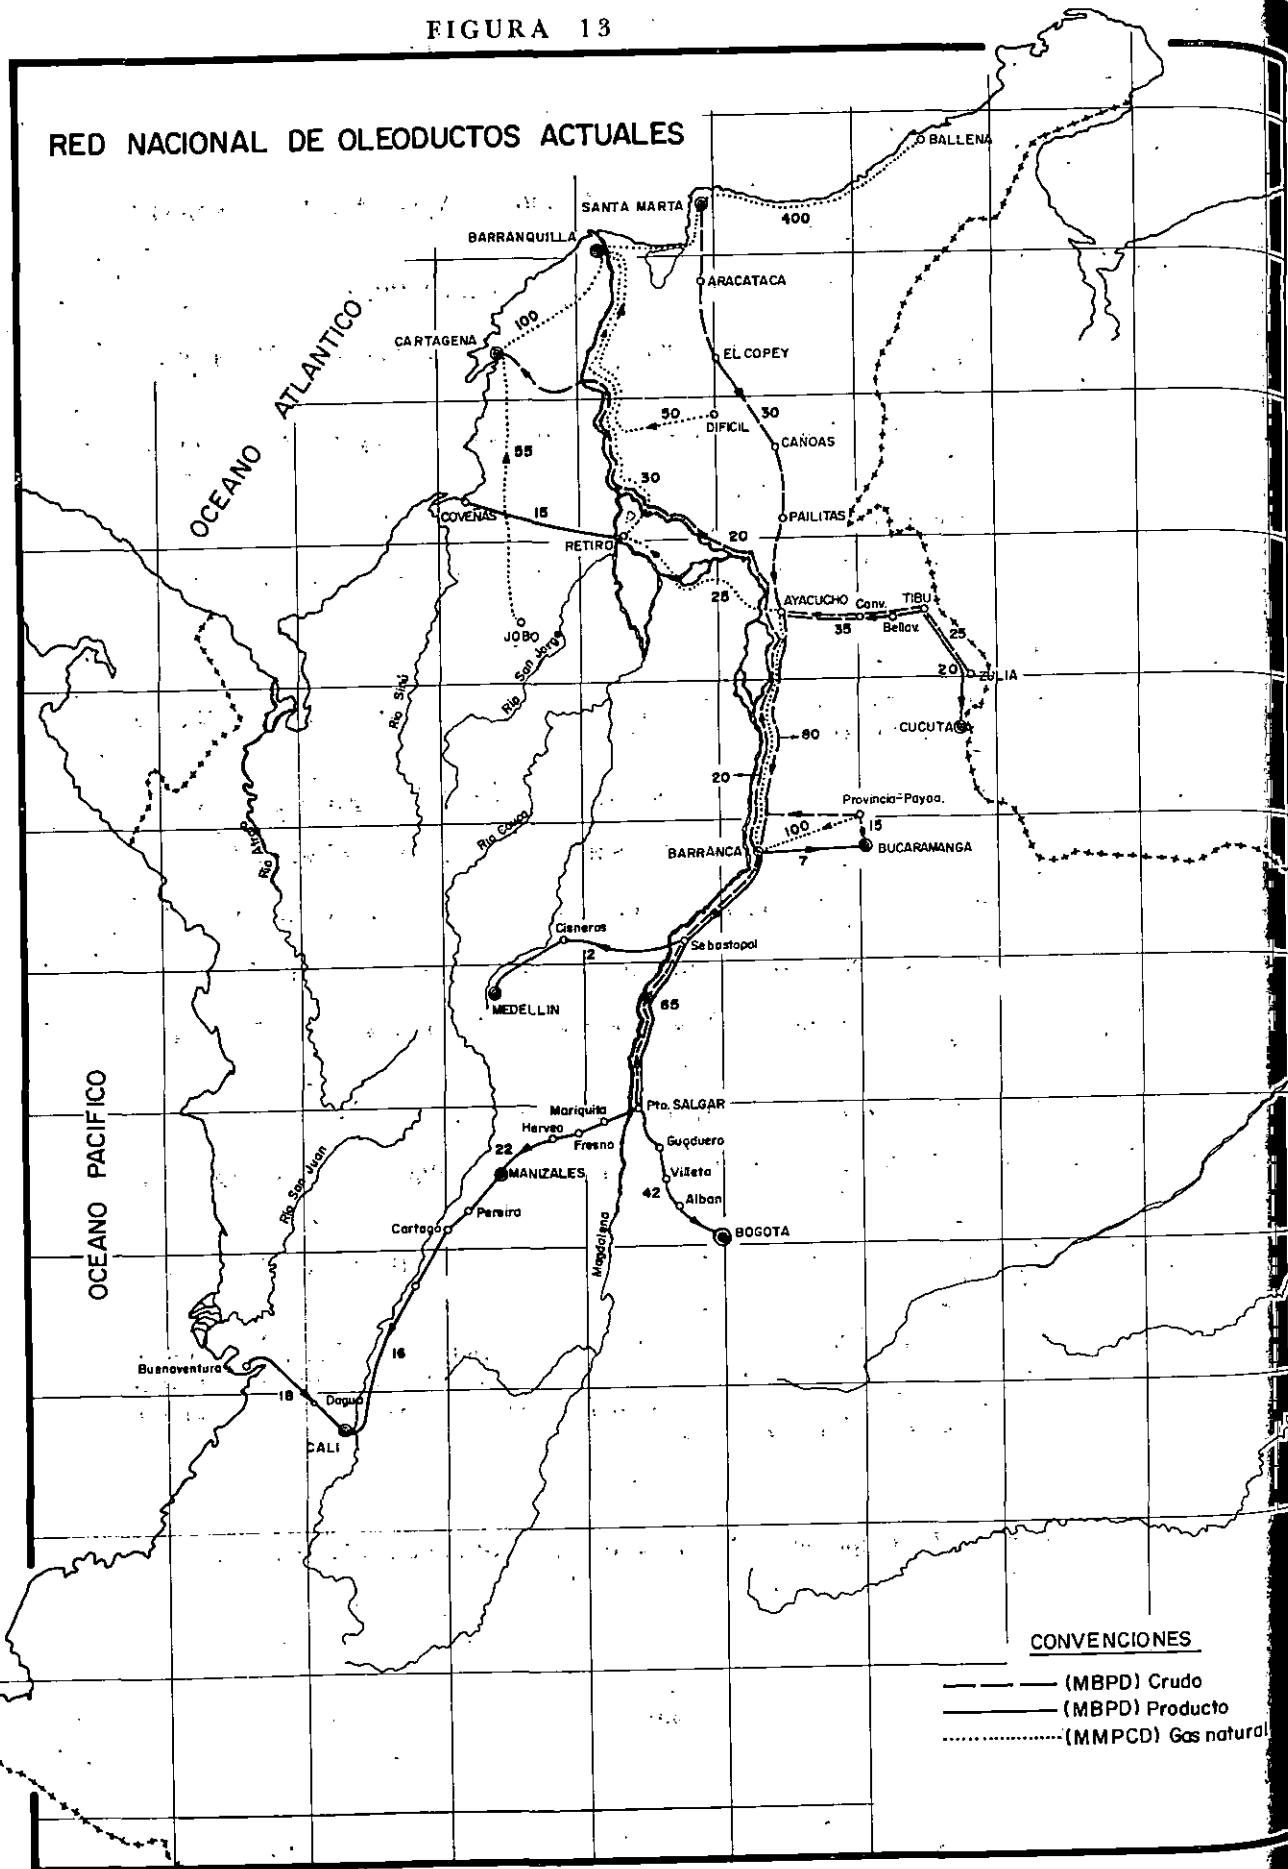 FIGURA 13
RED NACIONAL DE OLEODUCTOS ACTUALES
BALLENA
SANTA MARTA
400
BARRANQUILLA
ARACATACA
OCEANO ATLANTICO
100
CARTAGENA
EL COPEY
50
30
DIFICIL
CAÑOAS
55
30
COVEÑAS
15
PAILITAS
RETIRO
20
25
AYACUCHO
Conv.
TIBU
35
Bellav.
25
JOBO
Rio San Jorge
20
ZULIA
Rio Sinú
CUCUTA
80
20
Provincia-Payoa.
Rio Cauca
100
15
Rio Atrato
BARRANCA
BUCARAMANGA
7
Cisneros
Sebastopol
12
MEDELLIN
65
OCEANO PACIFICO
Mariquita
Pto. SALGAR
Herveo
Fresno
Guaduero
22
MANIZALES
Villeta
42
Alban
Rio San Juan
Pereira
Cartago
BOGOTA
Magdalena
16
Buenaventura
18
Dagua
CALI
CONVENCIONES
(MBPD) Crudo
(MBPD) Producto
(MMPCD) Gas natural